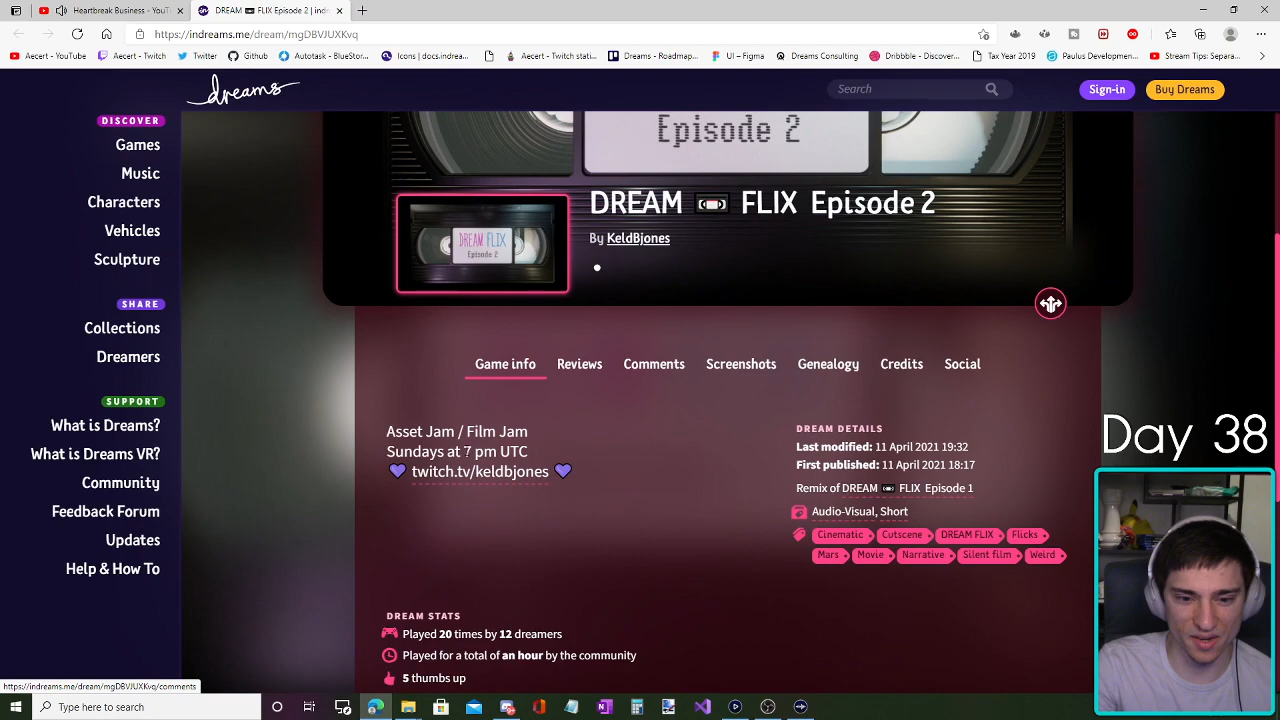 Heartbreak Business - YouTube
DREAM FLIX Episode 2 | ind
https://indreams.me/dream/mgDBVJUXKvq
Aecert - YouTube
Twitch
Twitter
Github
Autotask - BlueStor...
Icons | docs.indrea...
Aecert - Twitch stati...
Dreams - Roadmap...
UI – Figma
Dreams Consulting
Dribbble - Discover...
Tax Year 2019
Paulus Developmen...
Stream Tips: Separa...
dreams
Search
Sign-in
Buy Dreams
DISCOVER
Games
Music
Characters
Vehicles
Sculpture
SHARE
Collections
Dreamers
SUPPORT
What is Dreams?
What is Dreams VR?
Community
Feedback Forum
Updates
Help & How To
Episode 2
DREAM FLIX
Episode 2
DREAM FLIX Episode 2
By KeldBjones
Game info
Reviews
Comments
Screenshots
Genealogy
Credits
Social
Asset Jam / Film Jam
Sundays at 7 pm UTC
💜 twitch.tv/keldbjones 💜
DREAM DETAILS
Last modified: 11 April 2021 19:32
First published: 11 April 2021 18:17
Remix of DREAM 📼 FLIX Episode 1
Audio-Visual, Short
Cinematic
Cutscene
DREAM FLIX
Flicks
Mars
Movie
Narrative
Silent film
Weird
DREAM STATS
Played 20 times by 12 dreamers
Played for a total of an hour by the community
5 thumbs up
Day 38
https://indreams.me/dream/mgDBVJUXKvq/comments
Type here to search